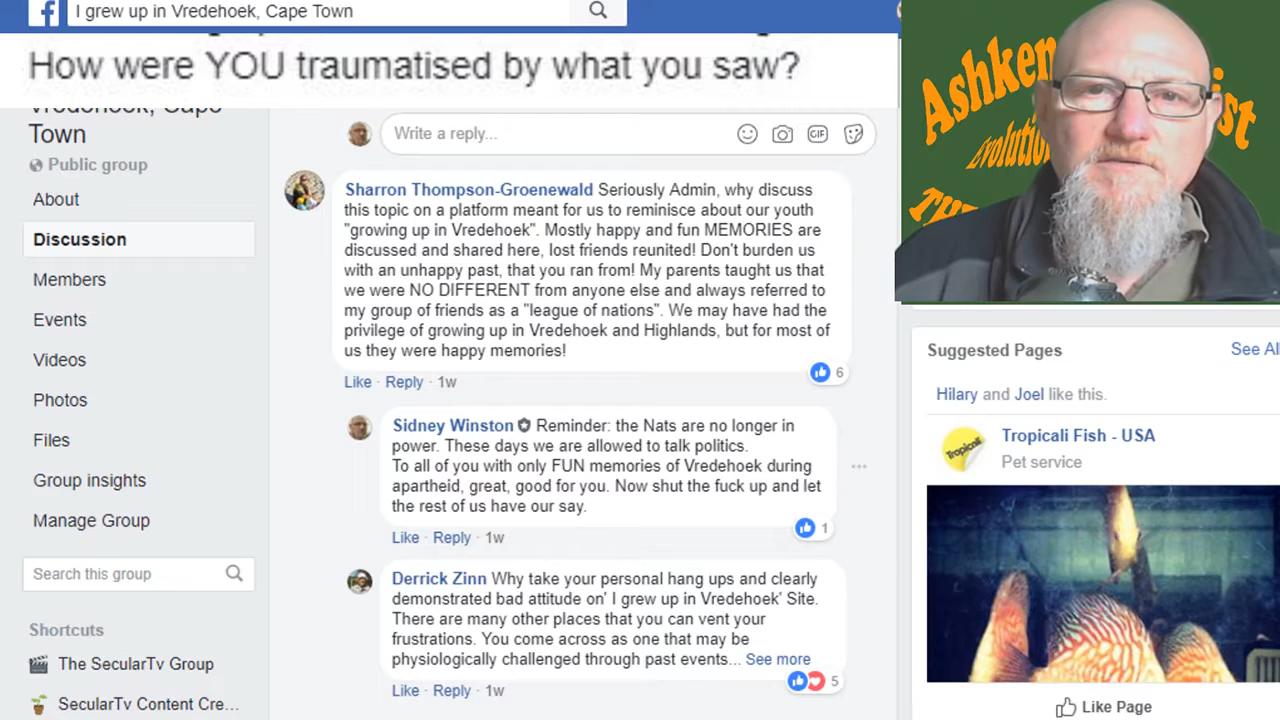 I grew up in Vredehoek, Cape Town
How were YOU traumatised by what you saw?
Vredehoek, Cape
Town
Public group
About
Discussion
Members
Events
Videos
Photos
Files
Group insights
Manage Group
Search this group
Shortcuts
The SecularTv Group
SecularTv Content Cre...
Write a reply...
GIF
Sharron Thompson-Groenewald Seriously Admin, why discuss
this topic on a platform meant for us to reminisce about our youth
"growing up in Vredehoek". Mostly happy and fun MEMORIES are
discussed and shared here, lost friends reunited! Don't burden us
with an unhappy past, that you ran from! My parents taught us that
we were NO DIFFERENT from anyone else and always referred to
my group of friends as a "league of nations". We may have had the
privilege of growing up in Vredehoek and Highlands, but for most of
us they were happy memories!
6
Like · Reply · 1w
Sidney Winston Reminder: the Nats are no longer in
power. These days we are allowed to talk politics.
To all of you with only FUN memories of Vredehoek during
apartheid, great, good for you. Now shut the fuck up and let
the rest of us have our say.
1
Like · Reply · 1w
Derrick Zinn Why take your personal hang ups and clearly
demonstrated bad attitude on' I grew up in Vredehoek' Site.
There are many other places that you can vent your
frustrations. You come across as one that may be
physiologically challenged through past events... See more
5
Like · Reply · 1w
Ashken
ist
Evolutio
TH
Suggested Pages
See All
Hilary and Joel like this.
Tropicali
Tropicali Fish - USA
Pet service
Like Page